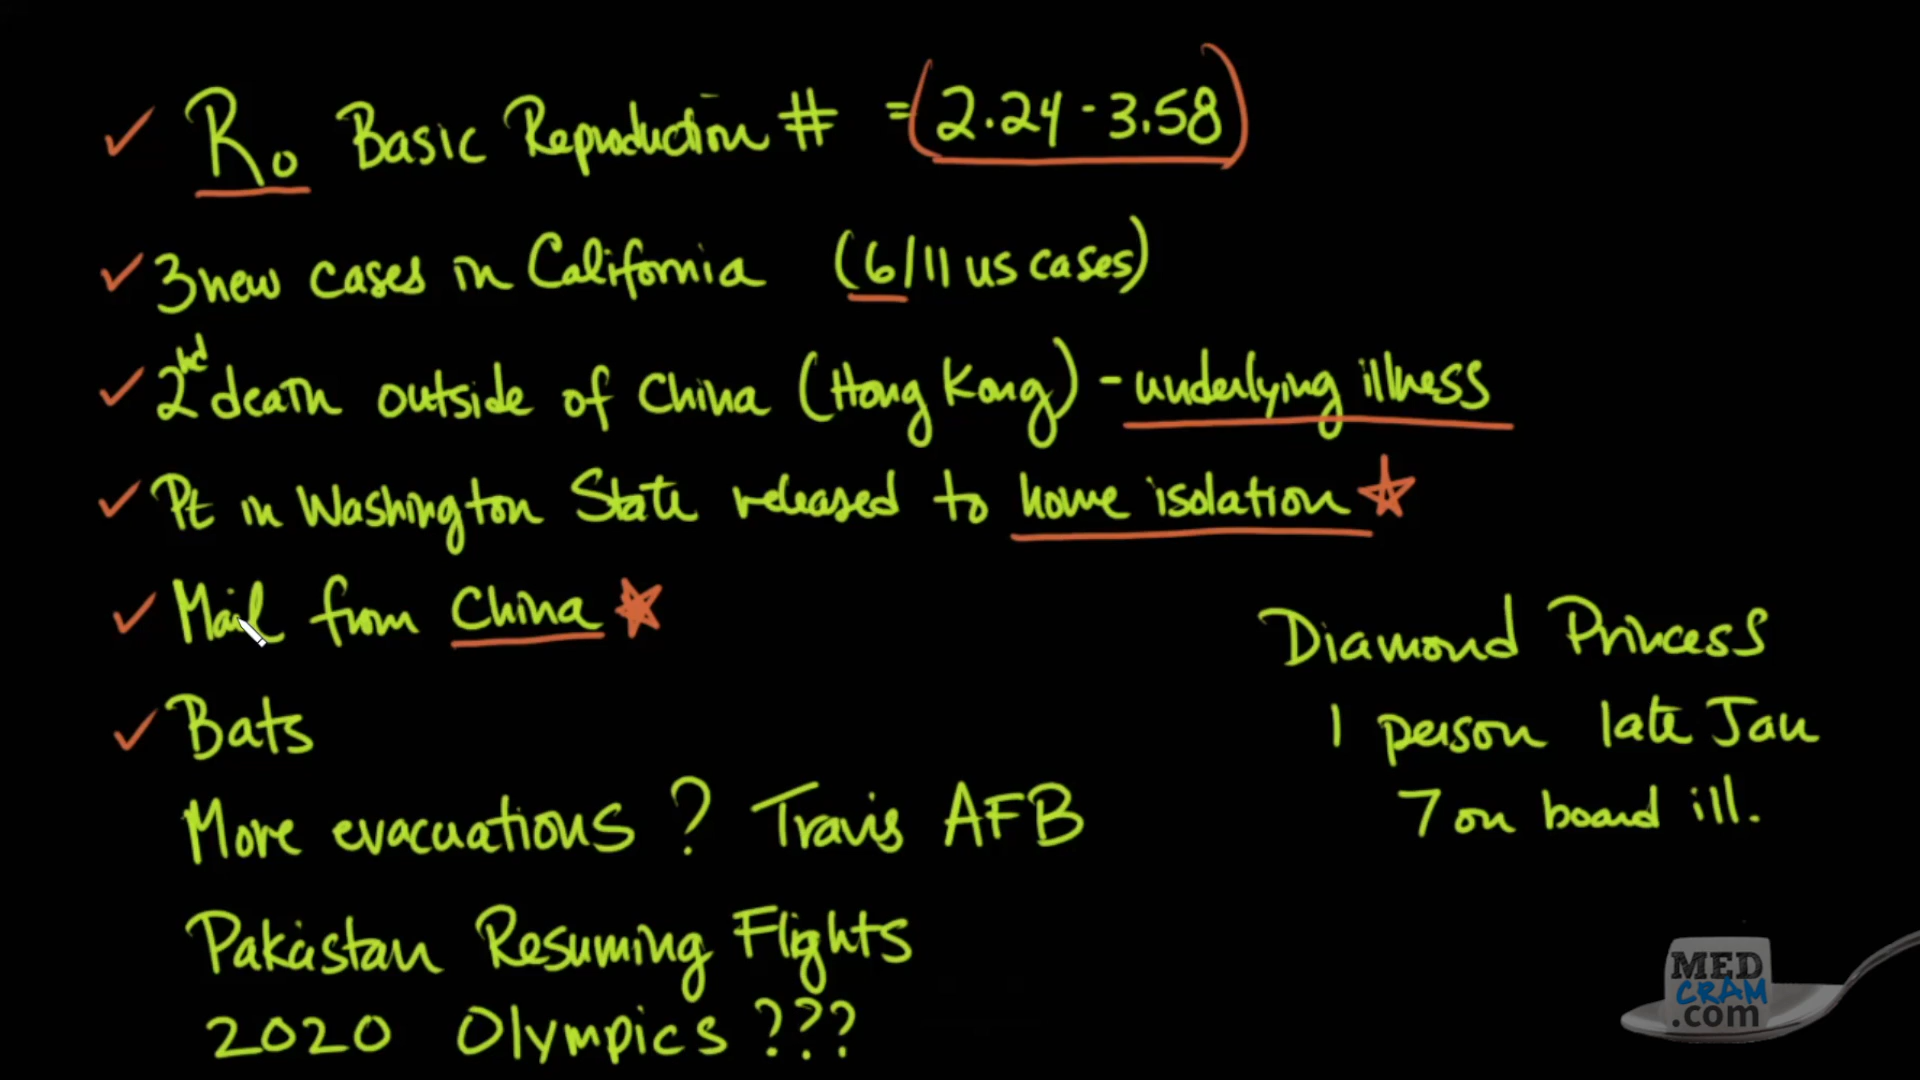 ✓ R₀ Basic Reproduction # = (2.24 - 3.58)
✓ 3 new cases in California (6/11 us cases)
✓ 2nd death outside of China (Hong Kong) - underlying illness
✓ Pt in Washington State released to home isolation ☆
✓ Mail from China ★
✓ Bats
More evacuations ? Travis AFB
Pakistan Resuming Flights
2020 Olympics ???
Diamond Princess
1 person late Jan
7 on board ill.
MED
CRAM
.com